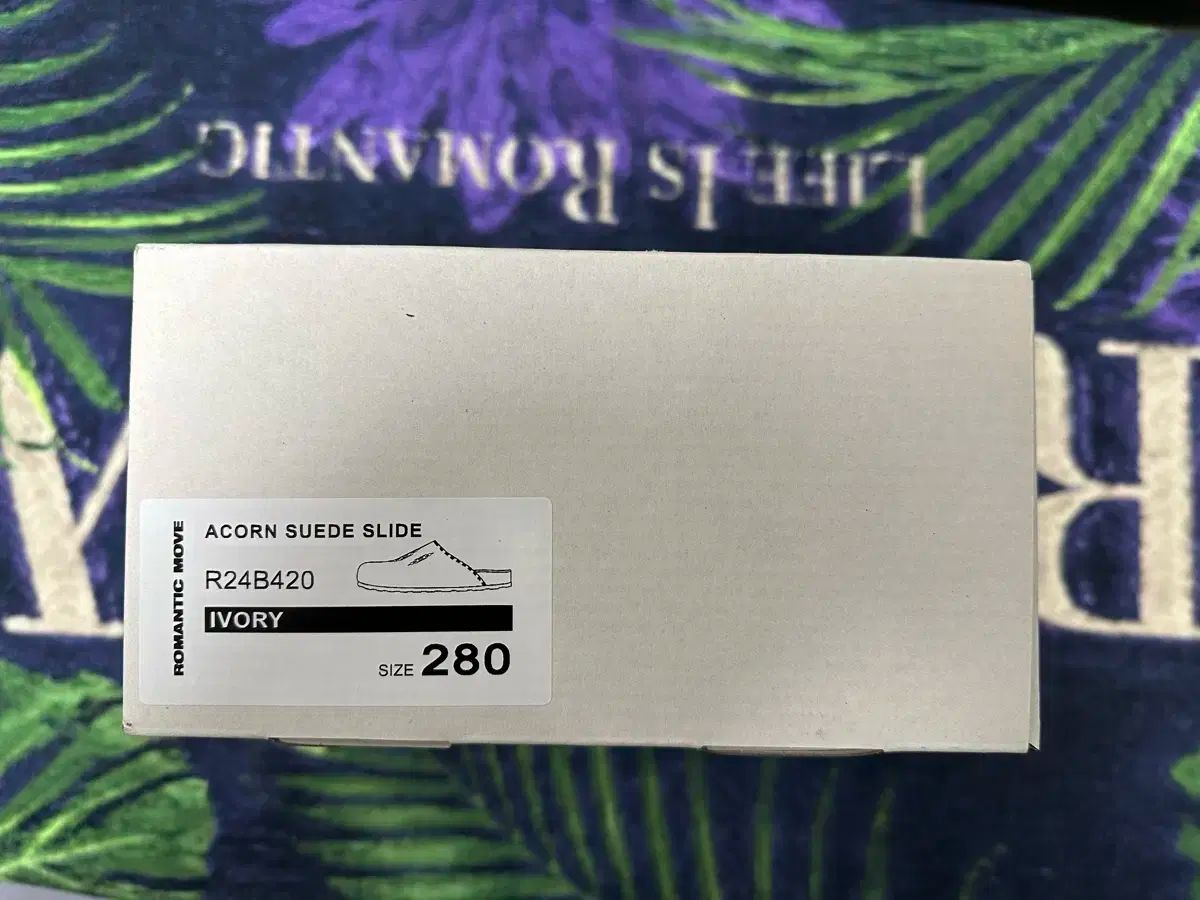 LIFE IS ROMANTIC
R
ROMANTIC MOVE
ACORN SUEDE SLIDE
R24B420
IVORY
SIZE 280